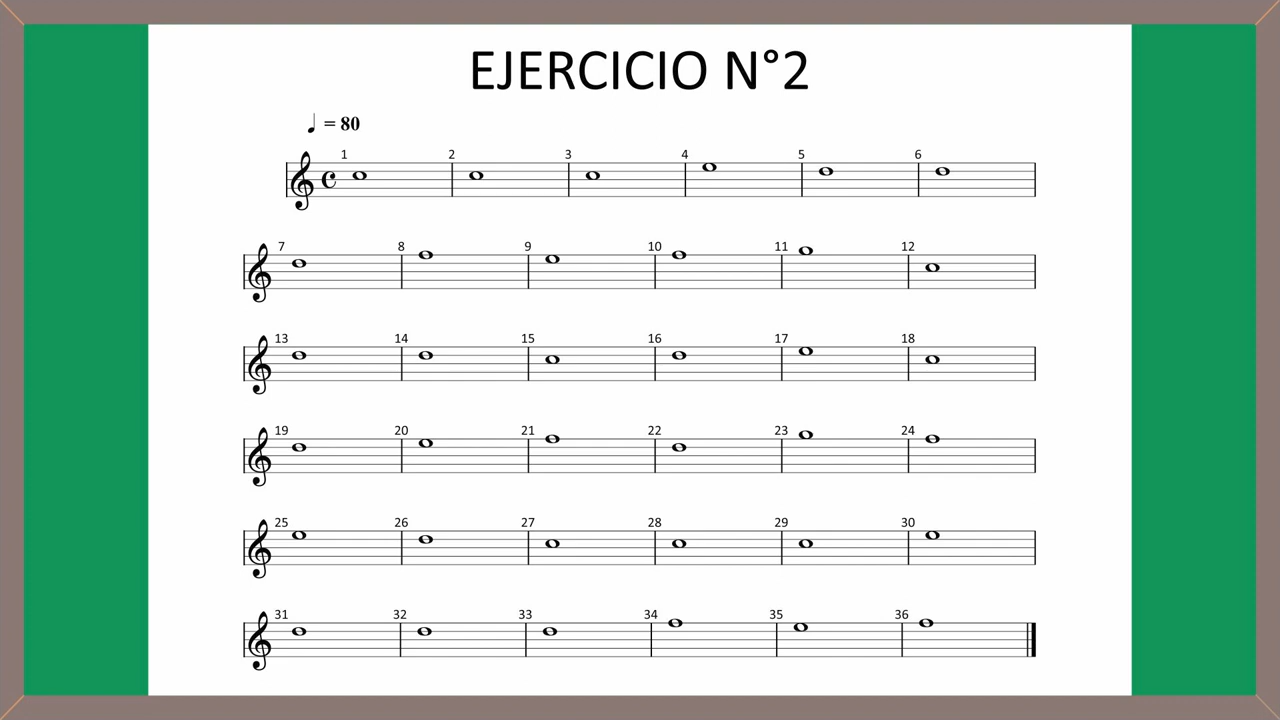 EJERCICIO N°2
♩ = 80
1 2 3 4 5 6
7 8 9 10 11 12
13 14 15 16 17 18
19 20 21 22 23 24
25 26 27 28 29 30
31 32 33 34 35 36